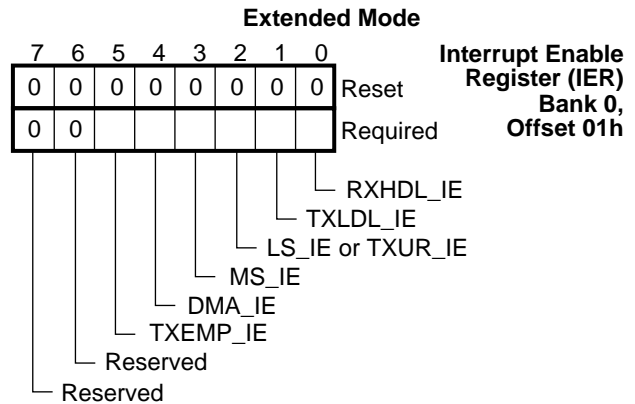 Extended Mode
7 6 5 4 3 2 1 0
Interrupt Enable
Register (IER)
Bank 0,
Offset 01h
0 0 0 0 0 0 0 0 Reset
0 0 Required
RXHDL_IE
TXLDL_IE
LS_IE or TXUR_IE
MS_IE
DMA_IE
TXEMP_IE
Reserved
Reserved